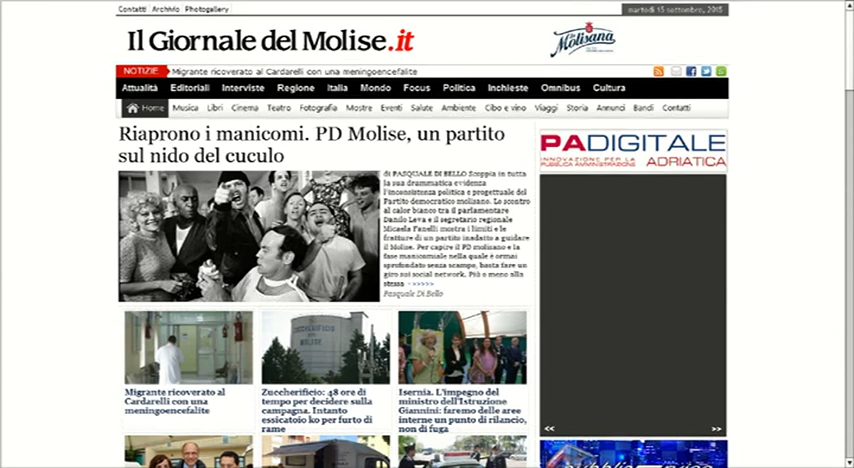 Contatti Archivio Photogallery
martedì 15 settembre, 2015
Il Giornale del Molise.it
la Molisana
NOTIZIE Migrante ricoverato al Cardarelli con una meningoencefalite
Attualità Editoriali Interviste Regione Italia Mondo Focus Politica Inchieste Omnibus Cultura
Home Musica Libri Cinema Teatro Fotografia Mostre Eventi Salute Ambiente Cibo e vino Viaggi Storia Annunci Bandi Contatti
Riaprono i manicomi. PD Molise, un partito
sul nido del cuculo
di PASQUALE DI BELLO Scoppia in tutta
la sua drammatica evidenza
l'inconsistenza politica e progettuale del
Partito democratico molisano. Lo scontro
al calor bianco tra il parlamentare
Danilo Leva e il segretario regionale
Micaela Fanelli mostra i limiti e le
fratture di un partito inadatto a guidare
il Molise. Per capire il PD molisano e la
fase manicomiale nella quale è ormai
sprofondato senza scampo, basta fare un
giro sui social network. Più o meno alla
stessa - >>>>>
Pasquale Di Bello
PADIGITALE
INNOVAZIONE PER LA
PUBBLICA AMMINISTRAZIONE
ADRIATICA
<< >>
ZUCCHERIFICIO
MOLISE
Migrante ricoverato al
Cardarelli con una
meningoencefalite
Zuccherificio: 48 ore di
tempo per decidere sulla
campagna. Intanto
essicatoio ko per furto di
rame
Isernia. L'impegno del
ministro dell'Istruzione
Giannini: faremo delle aree
interne un punto di rilancio,
non di fuga